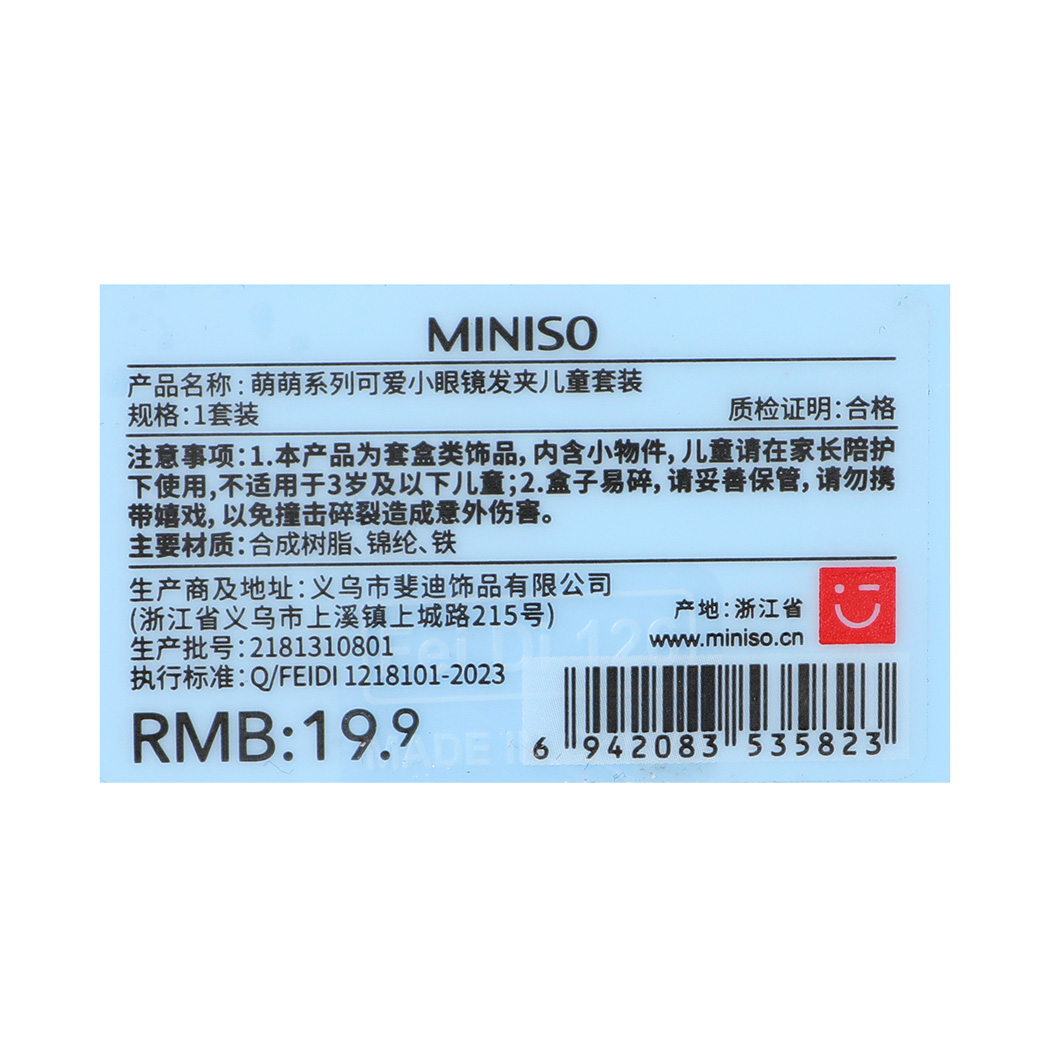 MINISO
产品名称:萌萌系列可爱小眼镜发夹儿童套装
规格:1套装
质检证明:合格
注意事项:1.本产品为套盒类饰品,内含小物件,儿童请在家长陪护
下使用,不适用于3岁及以下儿童;2.盒子易碎,请妥善保管,请勿携
带嬉戏,以免撞击碎裂造成意外伤害。
主要材质:合成树脂、锦纶、铁
生产商及地址:义乌市斐迪饰品有限公司
(浙江省义乌市上溪镇上城路215号)
生产批号:2181310801
执行标准:Q/FEIDI 1218101-2023
产地:浙江省
www.miniso.cn
RMB:19.9
Fei Di 129
MADE I
6 942083 535823